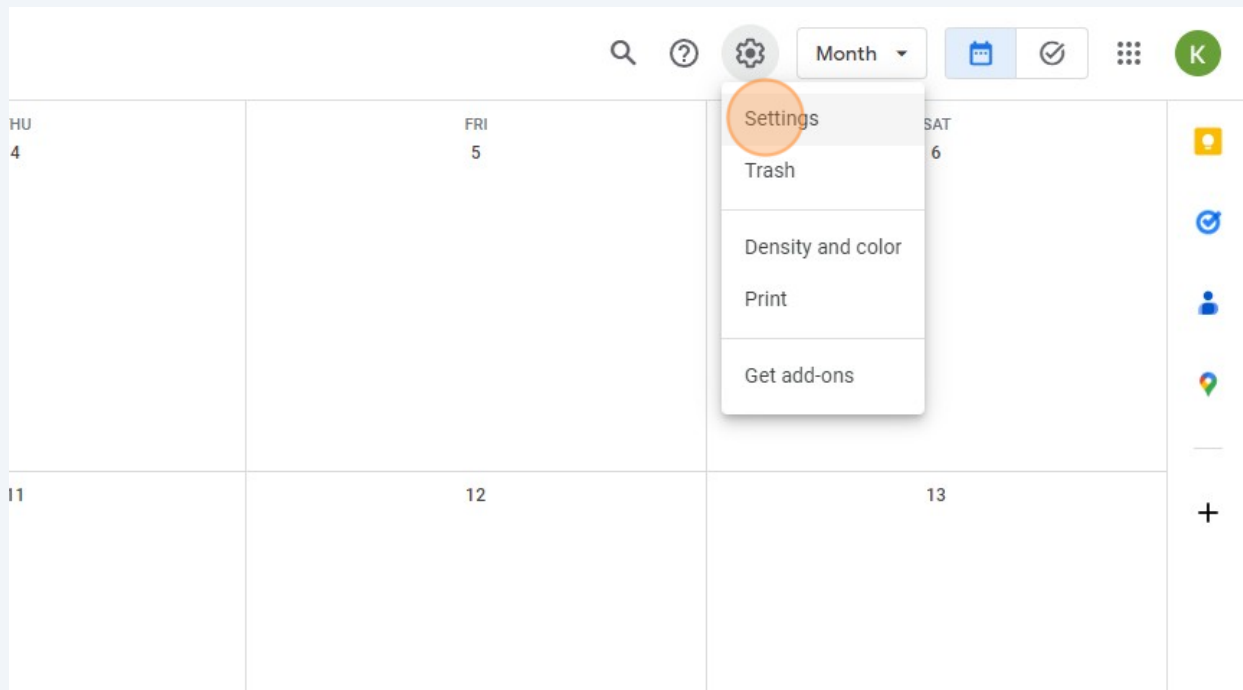 Month
K
HU
FRI
SAT
4
5
6
Settings
Trash
Density and color
Print
Get add-ons
11
12
13